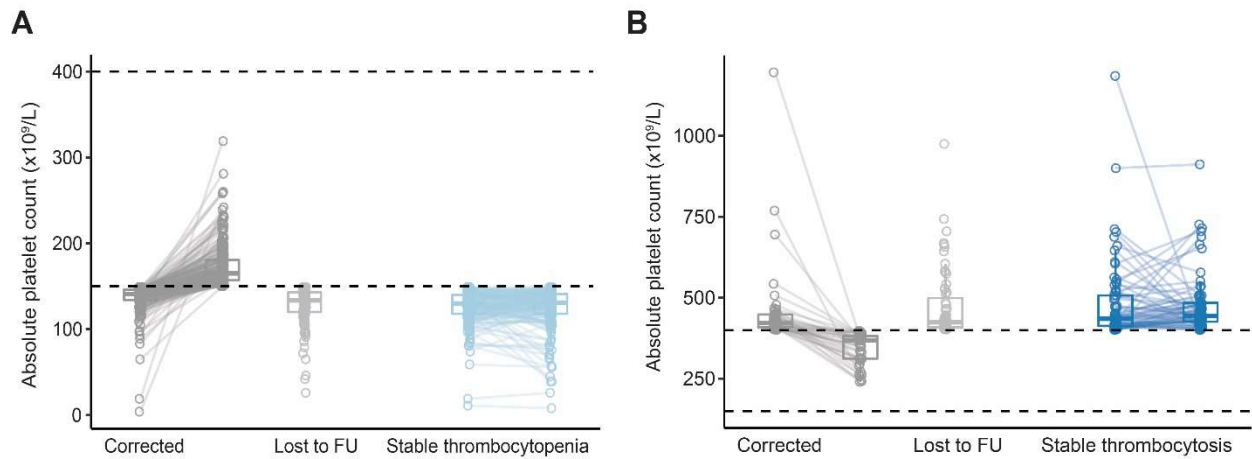 A
Absolute platelet count (x10⁹/L)
400
300
200
100
0
Corrected
Lost to FU
Stable thrombocytopenia
B
Absolute platelet count (x10⁹/L)
1000
750
500
250
Corrected
Lost to FU
Stable thrombocytosis